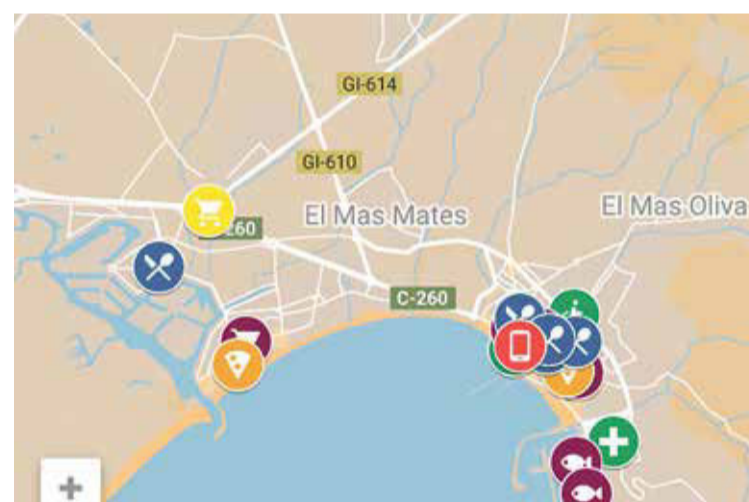 GI-614
GI-610
El Mas Mates
El Mas Oliva
260
C-260